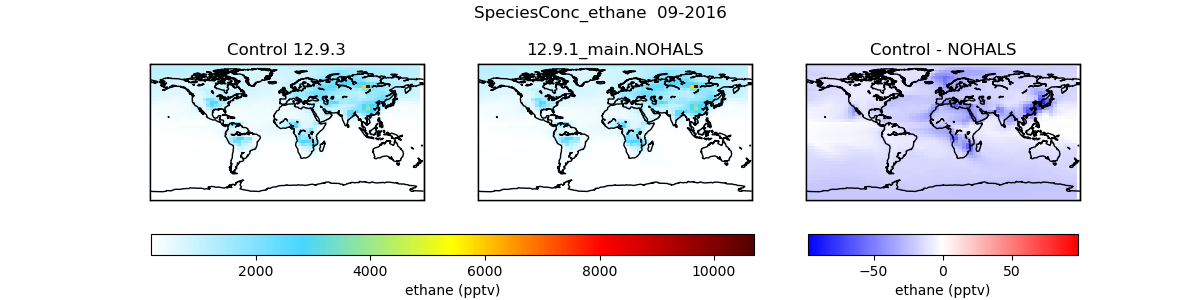 SpeciesConc_ethane  09-2016
Control 12.9.3
12.9.1_main.NOHALS
Control - NOHALS
2000 4000 6000 8000 10000
ethane (pptv)
−50 0 50
ethane (pptv)